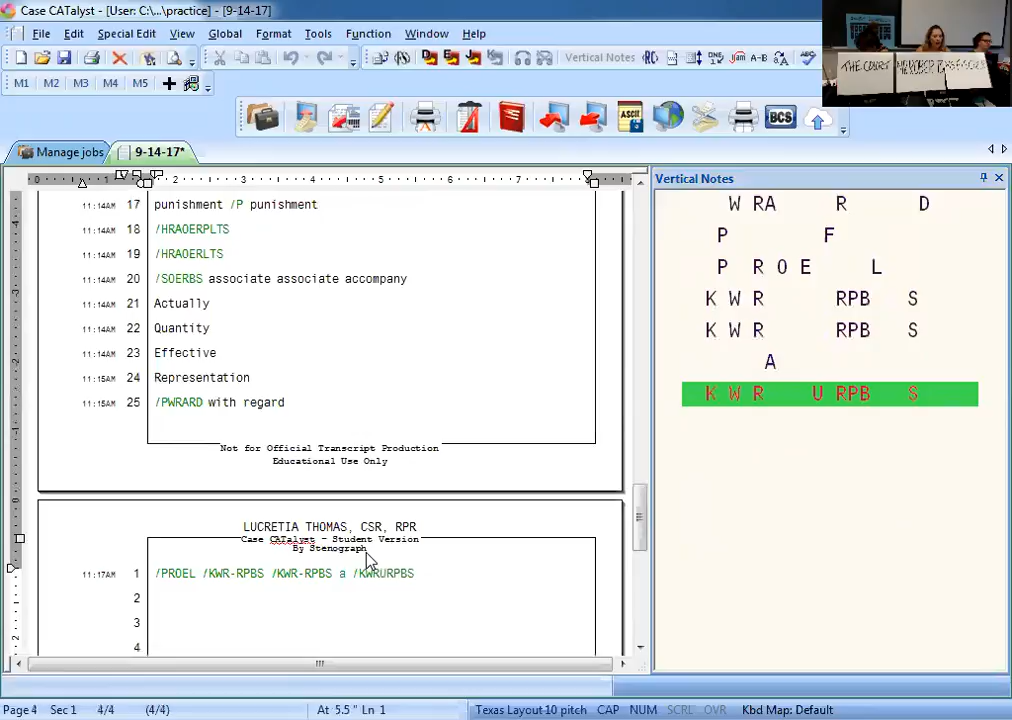 Case CATalyst - [User: C:\...\practice] - [9-14-17*]
File Edit Special Edit View Global Format Tools Function Window Help
Vertical Notes
M1 M2 M3 M4 M5
ASCII BCS
Manage jobs 9-14-17*
Vertical Notes
11:14AM 17 punishment /P punishment
11:14AM 18 /HRAOERPLTS
11:14AM 19 /HRAOERLTS
11:14AM 20 /SOERBS associate associate accompany
11:14AM 21 Actually
11:14AM 22 Quantity
11:14AM 23 Effective
11:15AM 24 Representation
11:15AM 25 /PWRARD with regard
Not for Official Transcript Production
Educational Use Only
LUCRETIA THOMAS, CSR, RPR
Case CATalyst - Student Version
By Stenograph
11:17AM 1 /PROEL /KWR-RPBS /KWR-RPBS a /KWRURPBS
2
3
4
W RA R D
P F
P R O E L
K W R RPB S
K W R RPB S
A
K W R U RPB S
THE COURT
Page 4 Sec 1 4/4 (4/4) At 5.5" Ln 1 Texas Layout 10 pitch CAP NUM SCRL OVR Kbd Map: Default